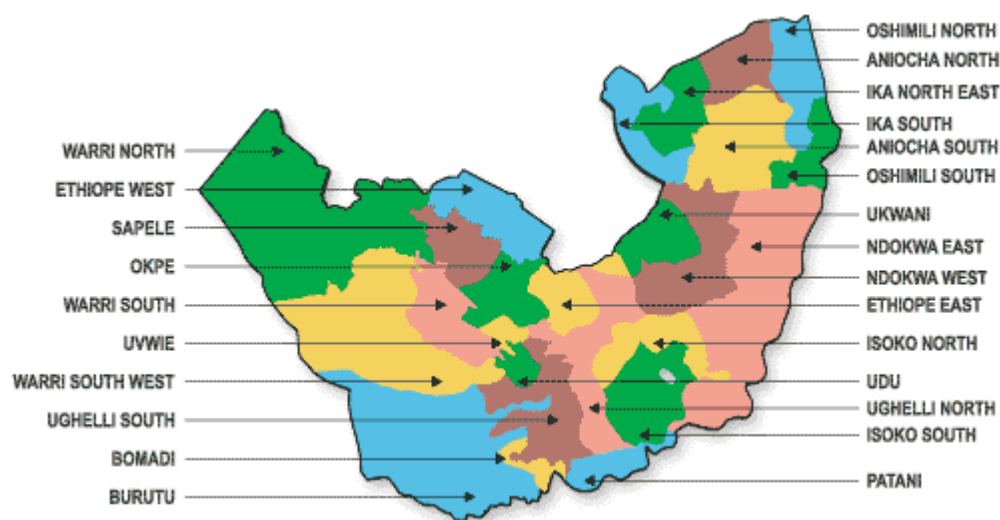 OSHIMILI NORTH
ANIOCHA NORTH
IKA NORTH EAST
IKA SOUTH
ANIOCHA SOUTH
OSHIMILI SOUTH
UKWANI
NDOKWA EAST
NDOKWA WEST
ETHIOPE EAST
ISOKO NORTH
UDU
UGHELLI NORTH
ISOKO SOUTH
PATANI
WARRI NORTH
ETHIOPE WEST
SAPELE
OKPE
WARRI SOUTH
UVWIE
WARRI SOUTH WEST
UGHELLI SOUTH
BOMADI
BURUTU